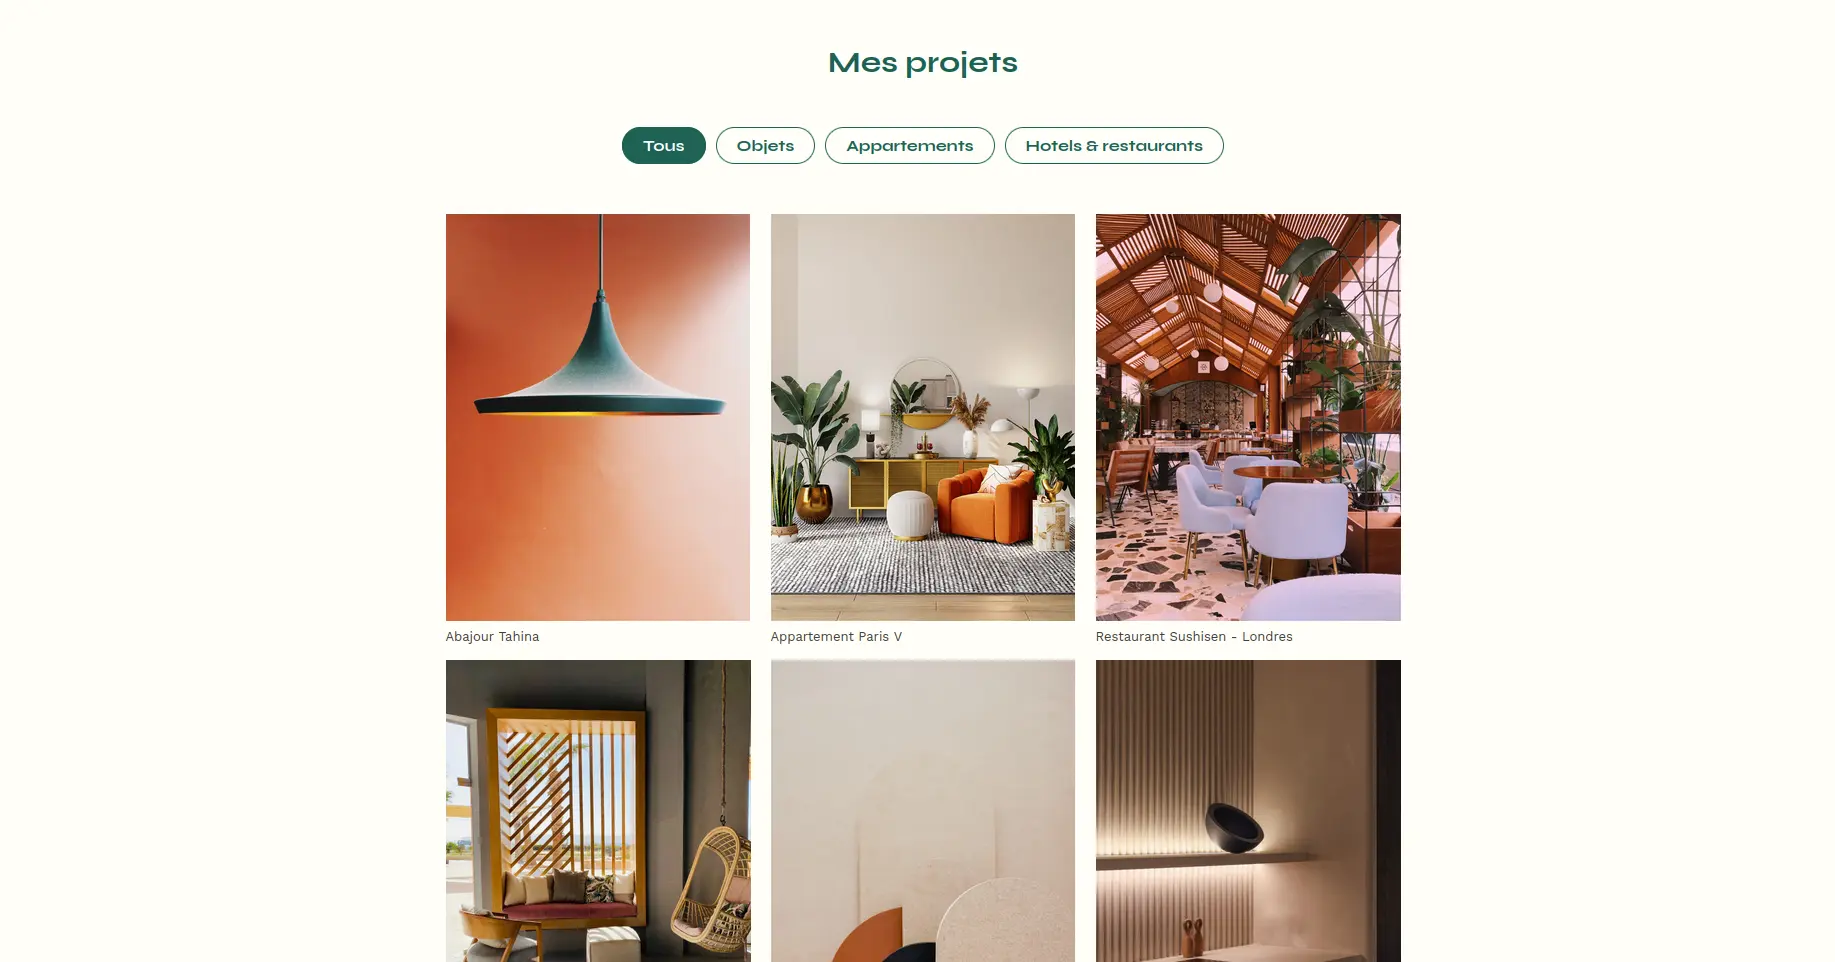 Mes projets
Tous
Objets
Appartements
Hotels & restaurants
Abajour Tahina
Appartement Paris V
Restaurant Sushisen - Londres